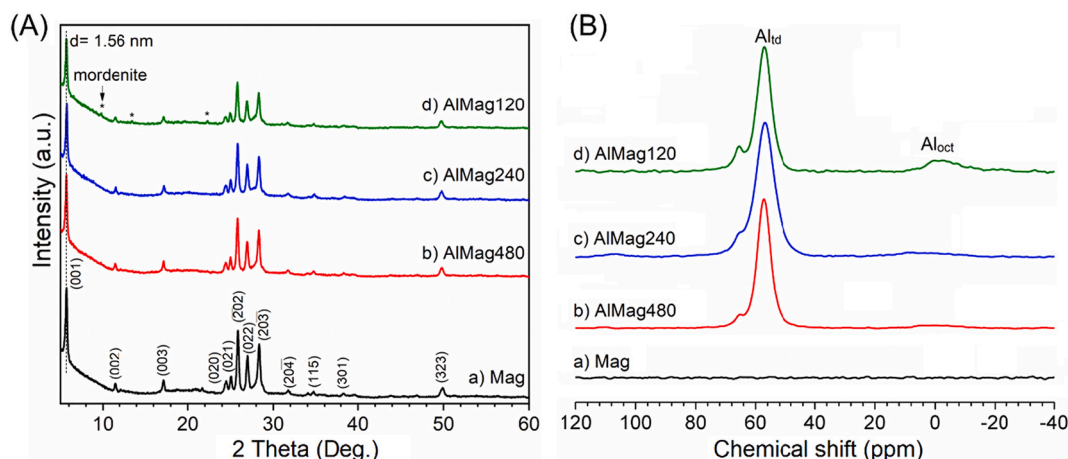 (A)
d= 1.56 nm
mordenite
*
*
*
d) AlMag120
c) AlMag240
b) AlMag480
a) Mag
(001)
(002)
(003)
(020)
(021)
(202)
(022)
(203)
(204)
(115)
(301)
(323)
Intensity (a.u.)
10 20 30 40 50 60
2 Theta (Deg.)
(B)
Altd
Aloct
d) AlMag120
c) AlMag240
b) AlMag480
a) Mag
120 100 80 60 40 20 0 -20 -40
Chemical shift (ppm)